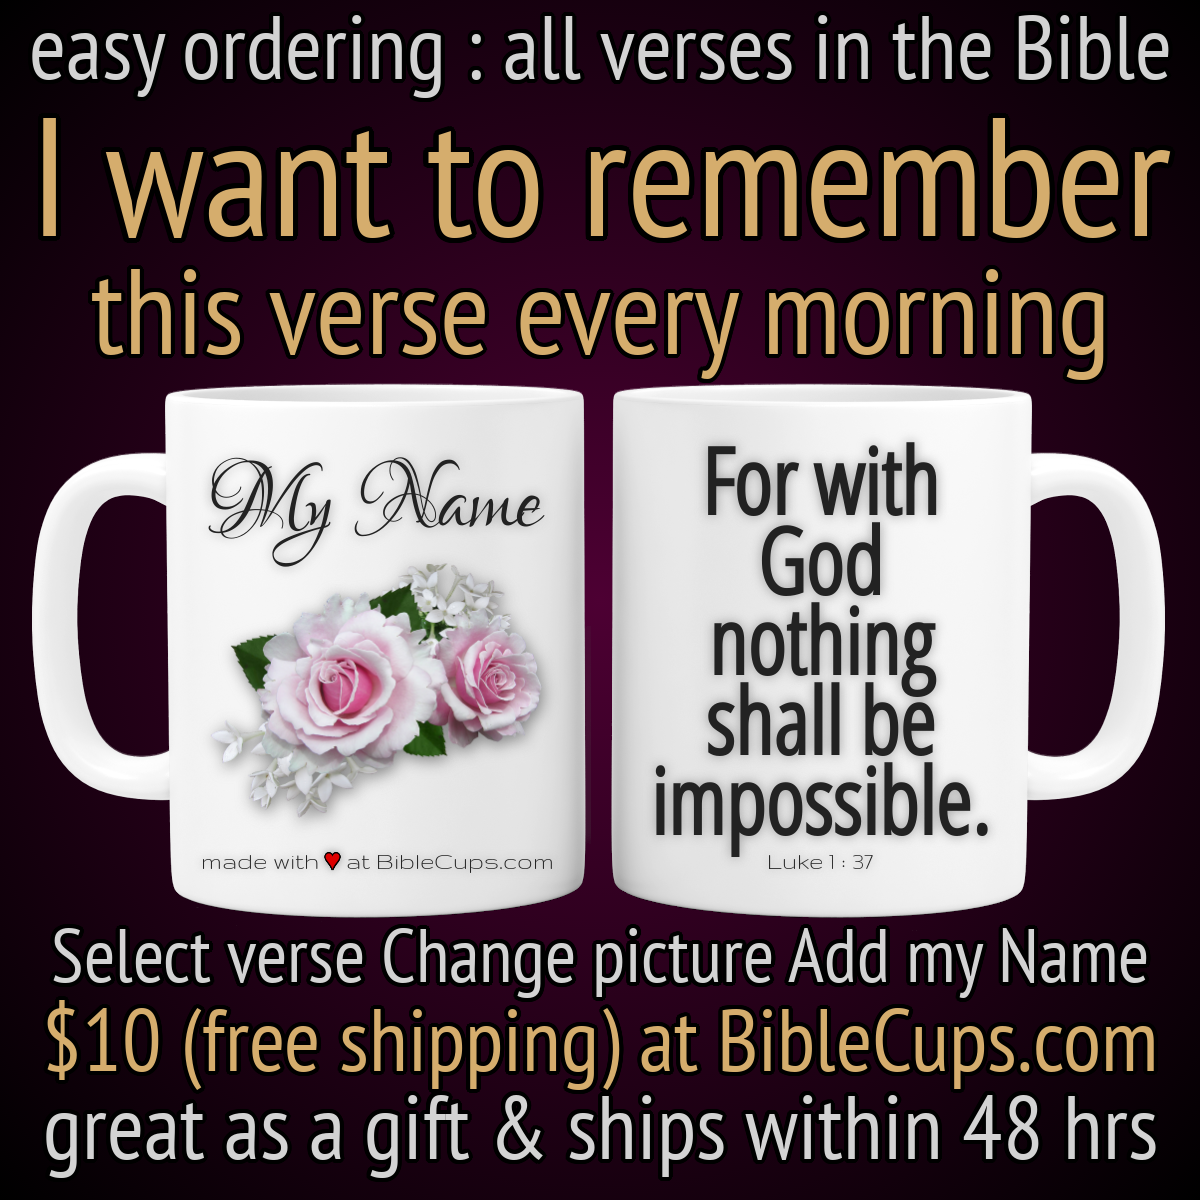 easy ordering : all verses in the Bible
I want to remember
this verse every morning
My Name
made with ❤ at BibleCups.com
For with
God
nothing
shall be
impossible.
Luke 1 : 37
Select verse Change picture Add my Name
$10 (free shipping) at BibleCups.com
great as a gift & ships within 48 hrs